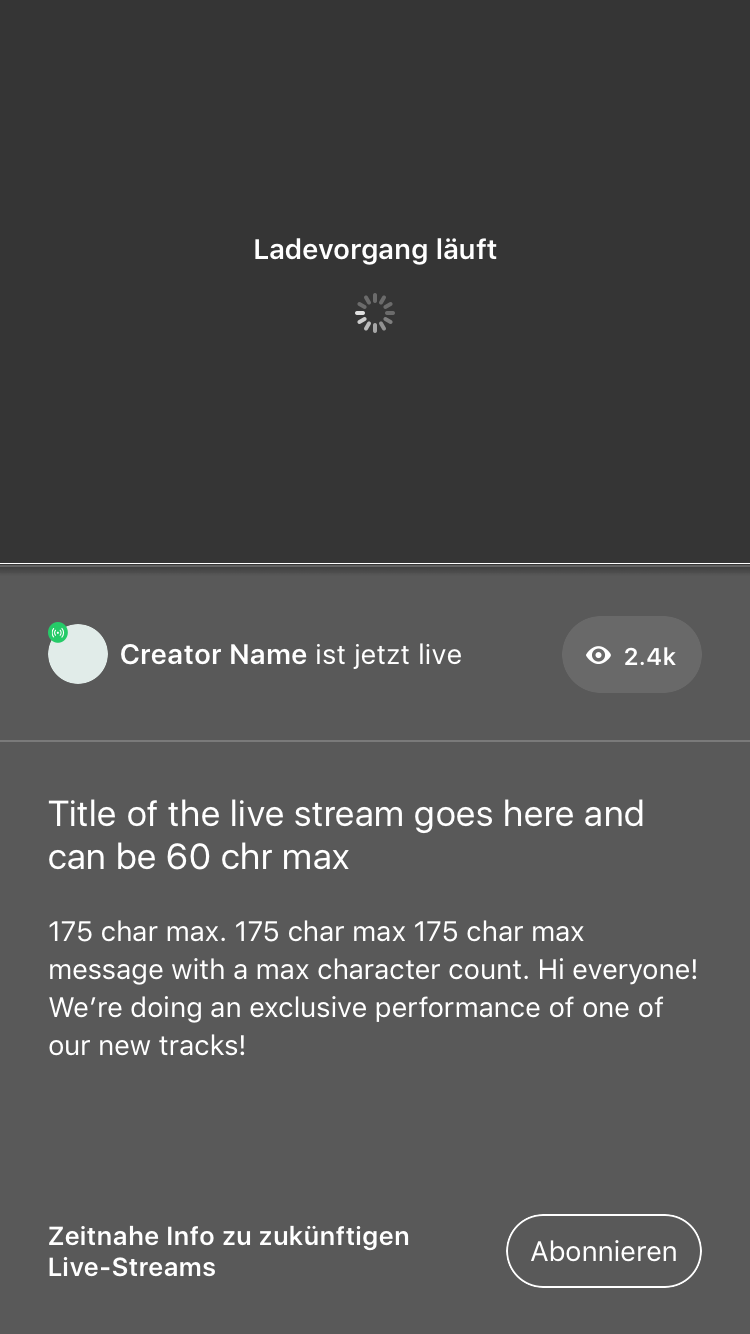 Ladevorgang läuft
Creator Name ist jetzt live
2.4k
Title of the live stream goes here and
can be 60 chr max
175 char max. 175 char max 175 char max
message with a max character count. Hi everyone!
We’re doing an exclusive performance of one of
our new tracks!
Zeitnahe Info zu zukünftigen
Live-Streams
Abonnieren